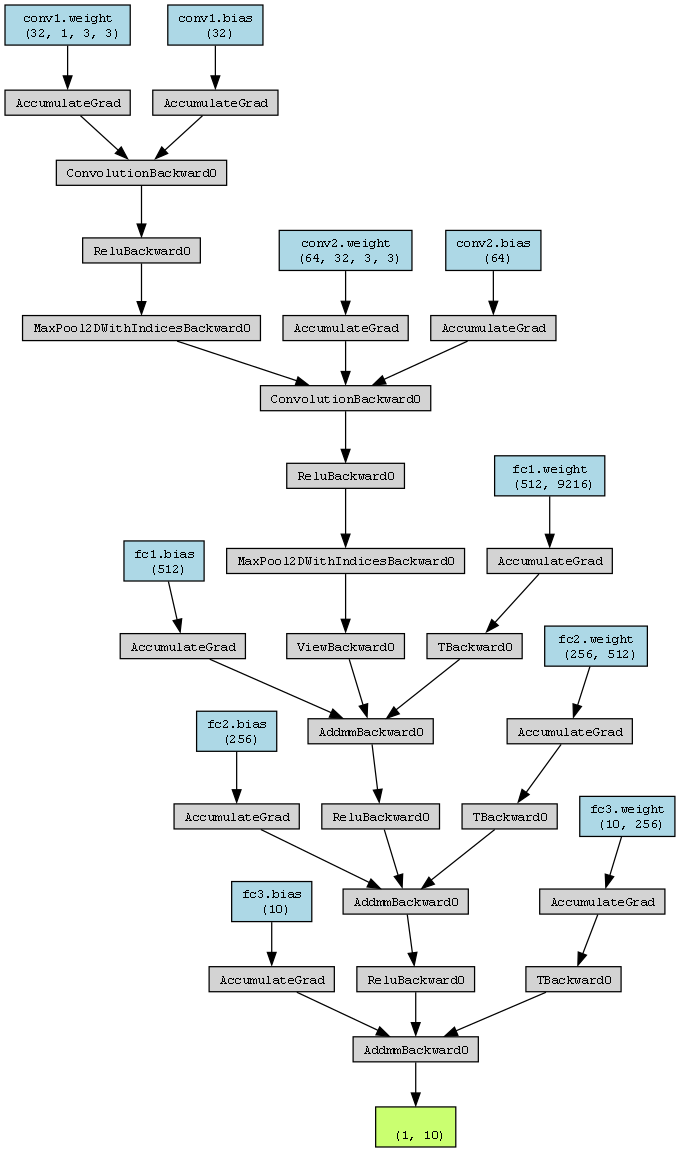 conv1.weight
(32, 1, 3, 3)
conv1.bias
(32)
AccumulateGrad
AccumulateGrad
ConvolutionBackward0
ReluBackward0
conv2.weight
(64, 32, 3, 3)
conv2.bias
(64)
MaxPool2DWithIndicesBackward0
AccumulateGrad
AccumulateGrad
ConvolutionBackward0
ReluBackward0
fc1.weight
(512, 9216)
fc1.bias
(512)
MaxPool2DWithIndicesBackward0
AccumulateGrad
AccumulateGrad
ViewBackward0
TBackward0
fc2.weight
(256, 512)
fc2.bias
(256)
AddmmBackward0
AccumulateGrad
AccumulateGrad
ReluBackward0
TBackward0
fc3.weight
(10, 256)
fc3.bias
(10)
AddmmBackward0
AccumulateGrad
AccumulateGrad
ReluBackward0
TBackward0
AddmmBackward0
(1, 10)